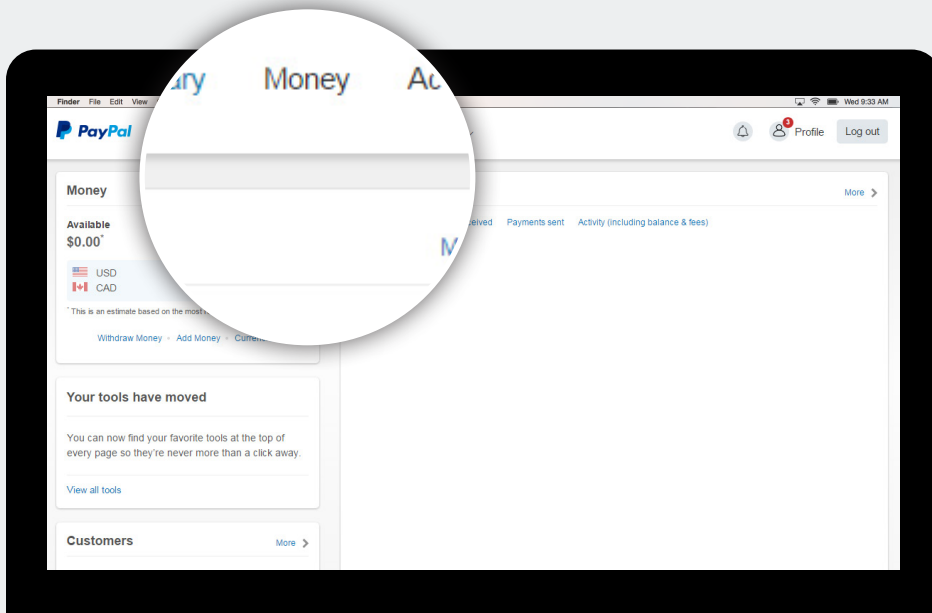 ary Money Ac
Finder File Edit View Wed 9:33 AM
PayPal 3 Profile Log out
Money
More
Available
$0.00*
Payments sent Activity (including balance & fees)
M
USD
CAD
* This is an estimate based on the most
Withdraw Money Add Money
Your tools have moved
You can now find your favorite tools at the top of
every page so they're never more than a click away.
View all tools
Customers More